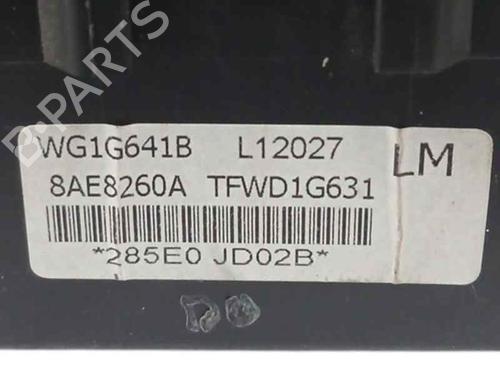 WG1G641B L12027 LM
8AE8260A TFWD1G631
*285E0 JD02B*
B-PARTS